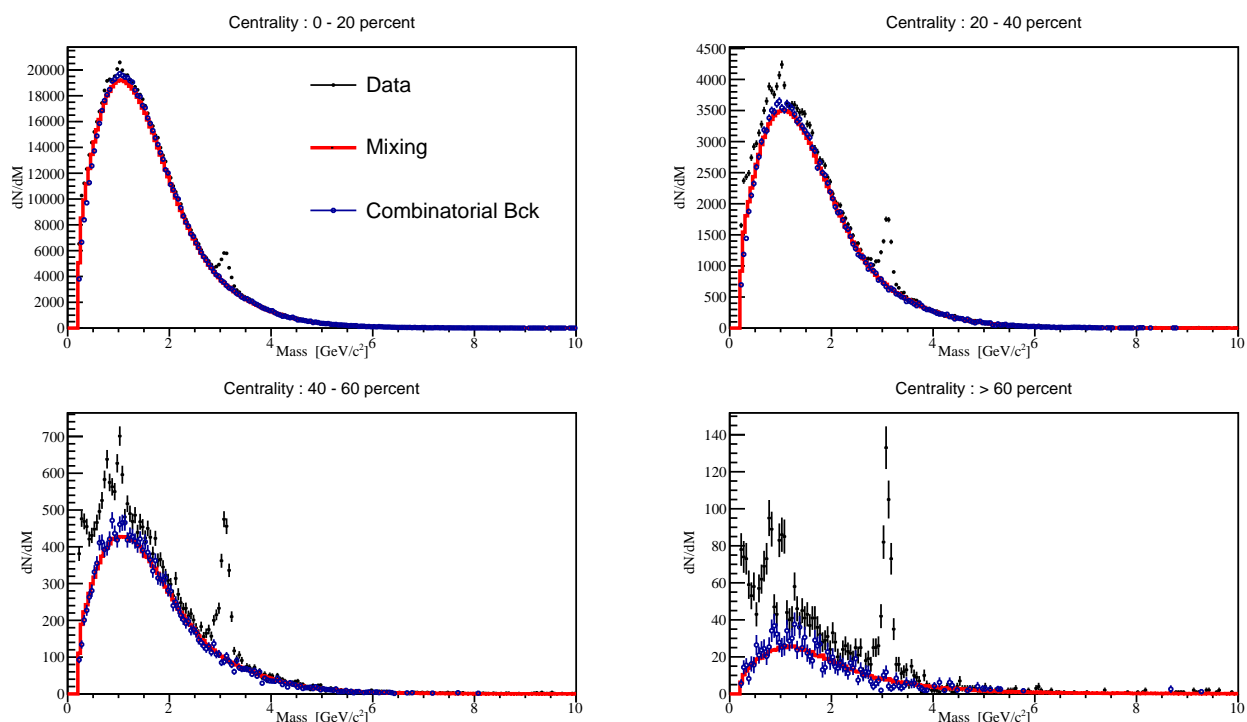 Centrality : 0 - 20 percent
dN/dM
20000
18000
16000
14000
12000
10000
8000
6000
4000
2000
0
Data
Mixing
Combinatorial Bck
0 2 4 6 8 10
Mass [GeV/c²]
Centrality : 20 - 40 percent
dN/dM
4500
4000
3500
3000
2500
2000
1500
1000
500
0
0 2 4 6 8 10
Mass [GeV/c²]
Centrality : 40 - 60 percent
dN/dM
700
600
500
400
300
200
100
0
0 2 4 6 8 10
Mass [GeV/c²]
Centrality : > 60 percent
dN/dM
140
120
100
80
60
40
20
0
0 2 4 6 8 10
Mass [GeV/c²]